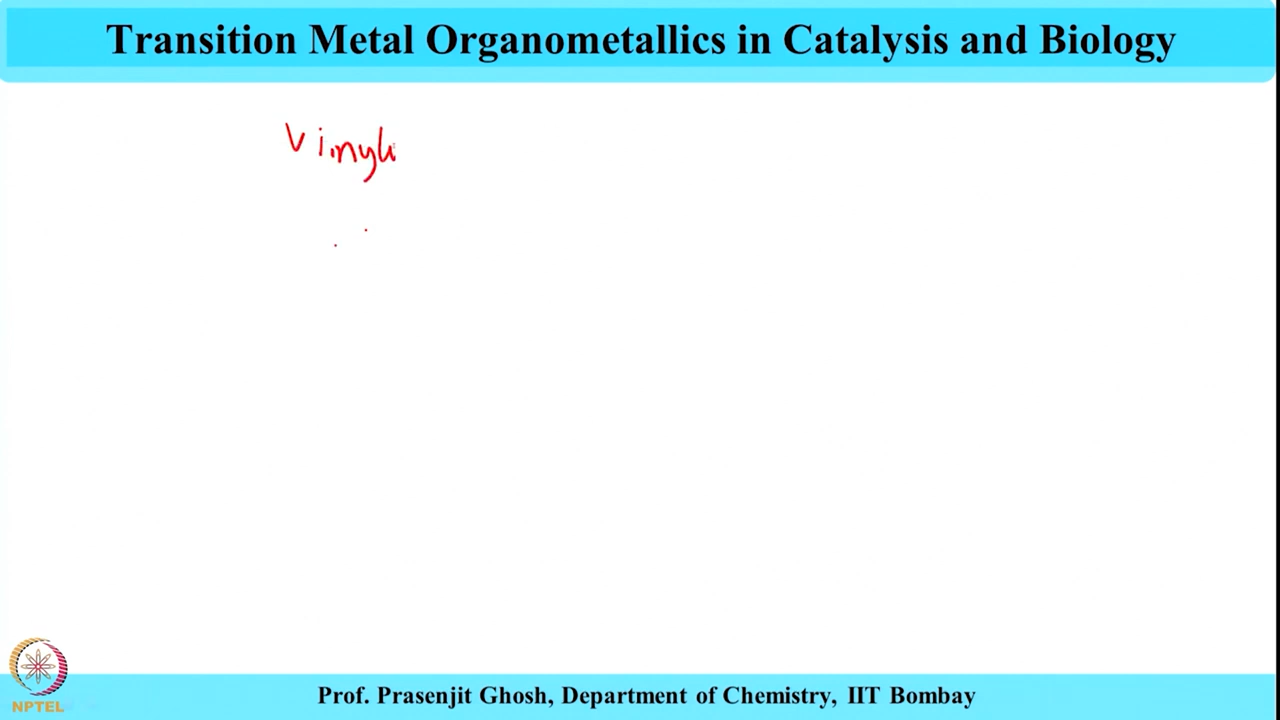 Transition Metal Organometallics in Catalysis and Biology
Vinyl
Prof. Prasenjit Ghosh, Department of Chemistry, IIT Bombay
NPTEL